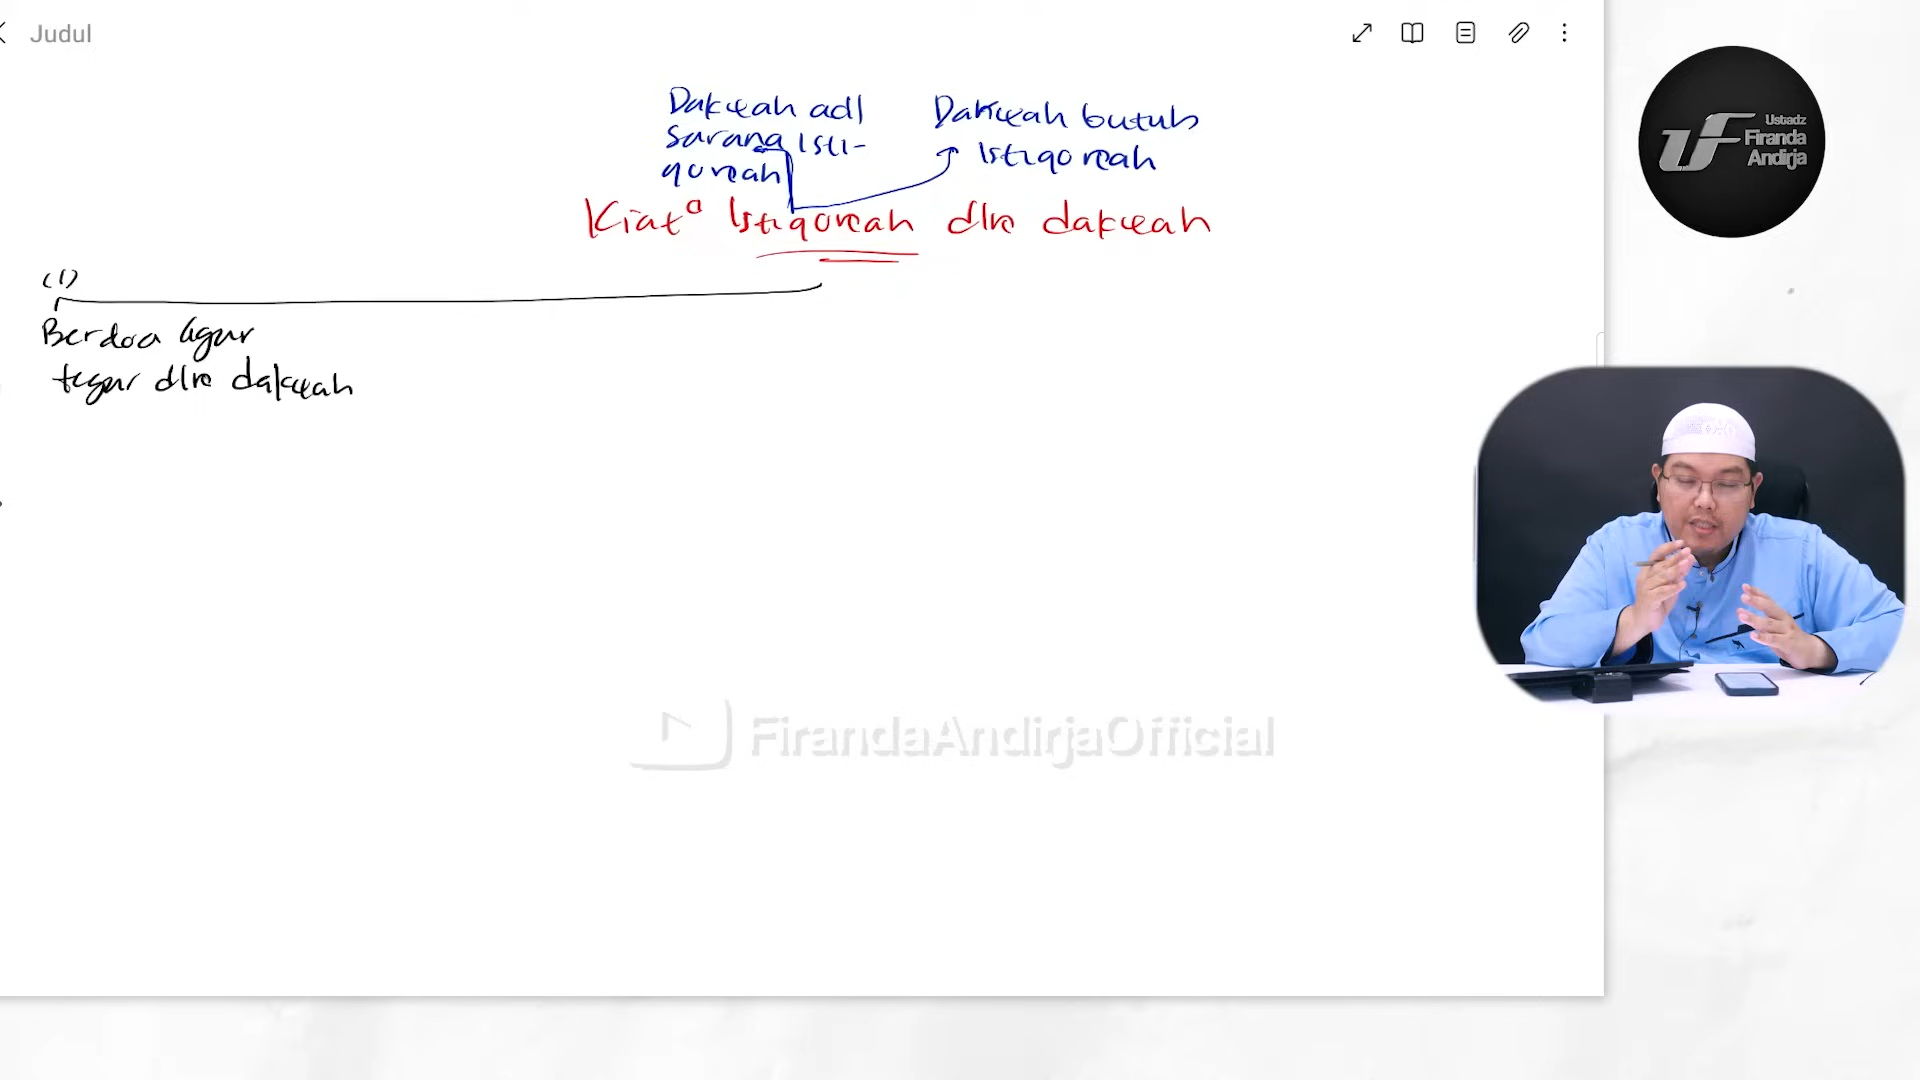 Judul
Dakwah adl
sarana isti-
qomah
Dakwah butuh
istiqomah
Kiat² Istiqomah dlm dakwah
(1)
Berdoa agar
tegar dlm dakwah
Ustadz
Firanda
Andirja
FirandaAndirjaOfficial